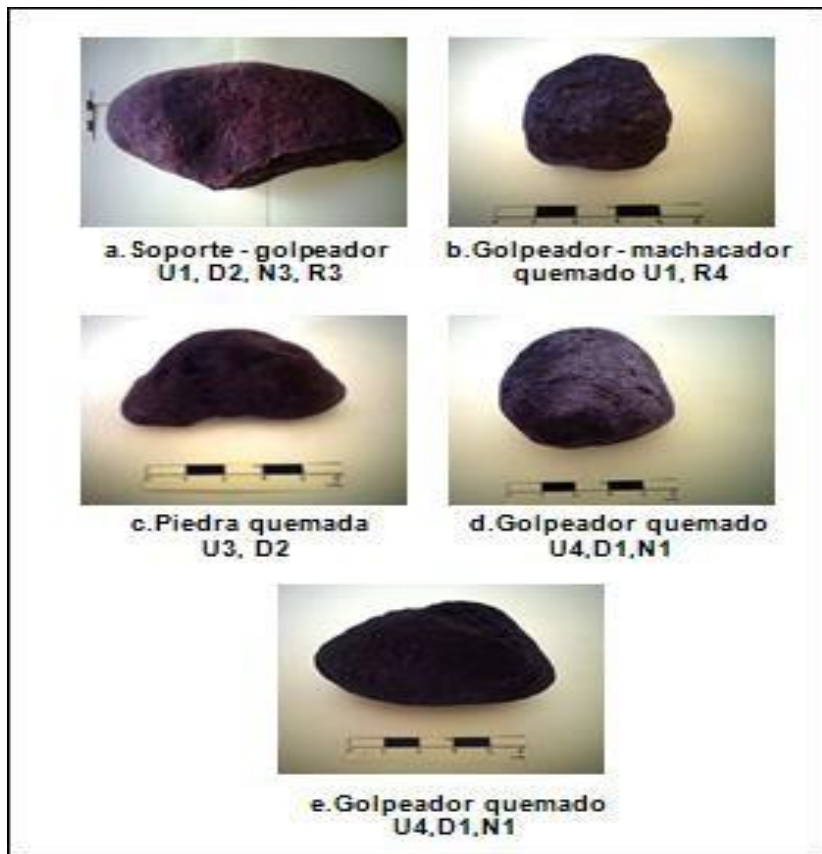 a.Soporte - golpeador
U1, D2, N3, R3
b.Golpeador - machacador
quemado U1, R4
c.Piedra quemada
U3, D2
d.Golpeador quemado
U4,D1,N1
e.Golpeador quemado
U4,D1,N1